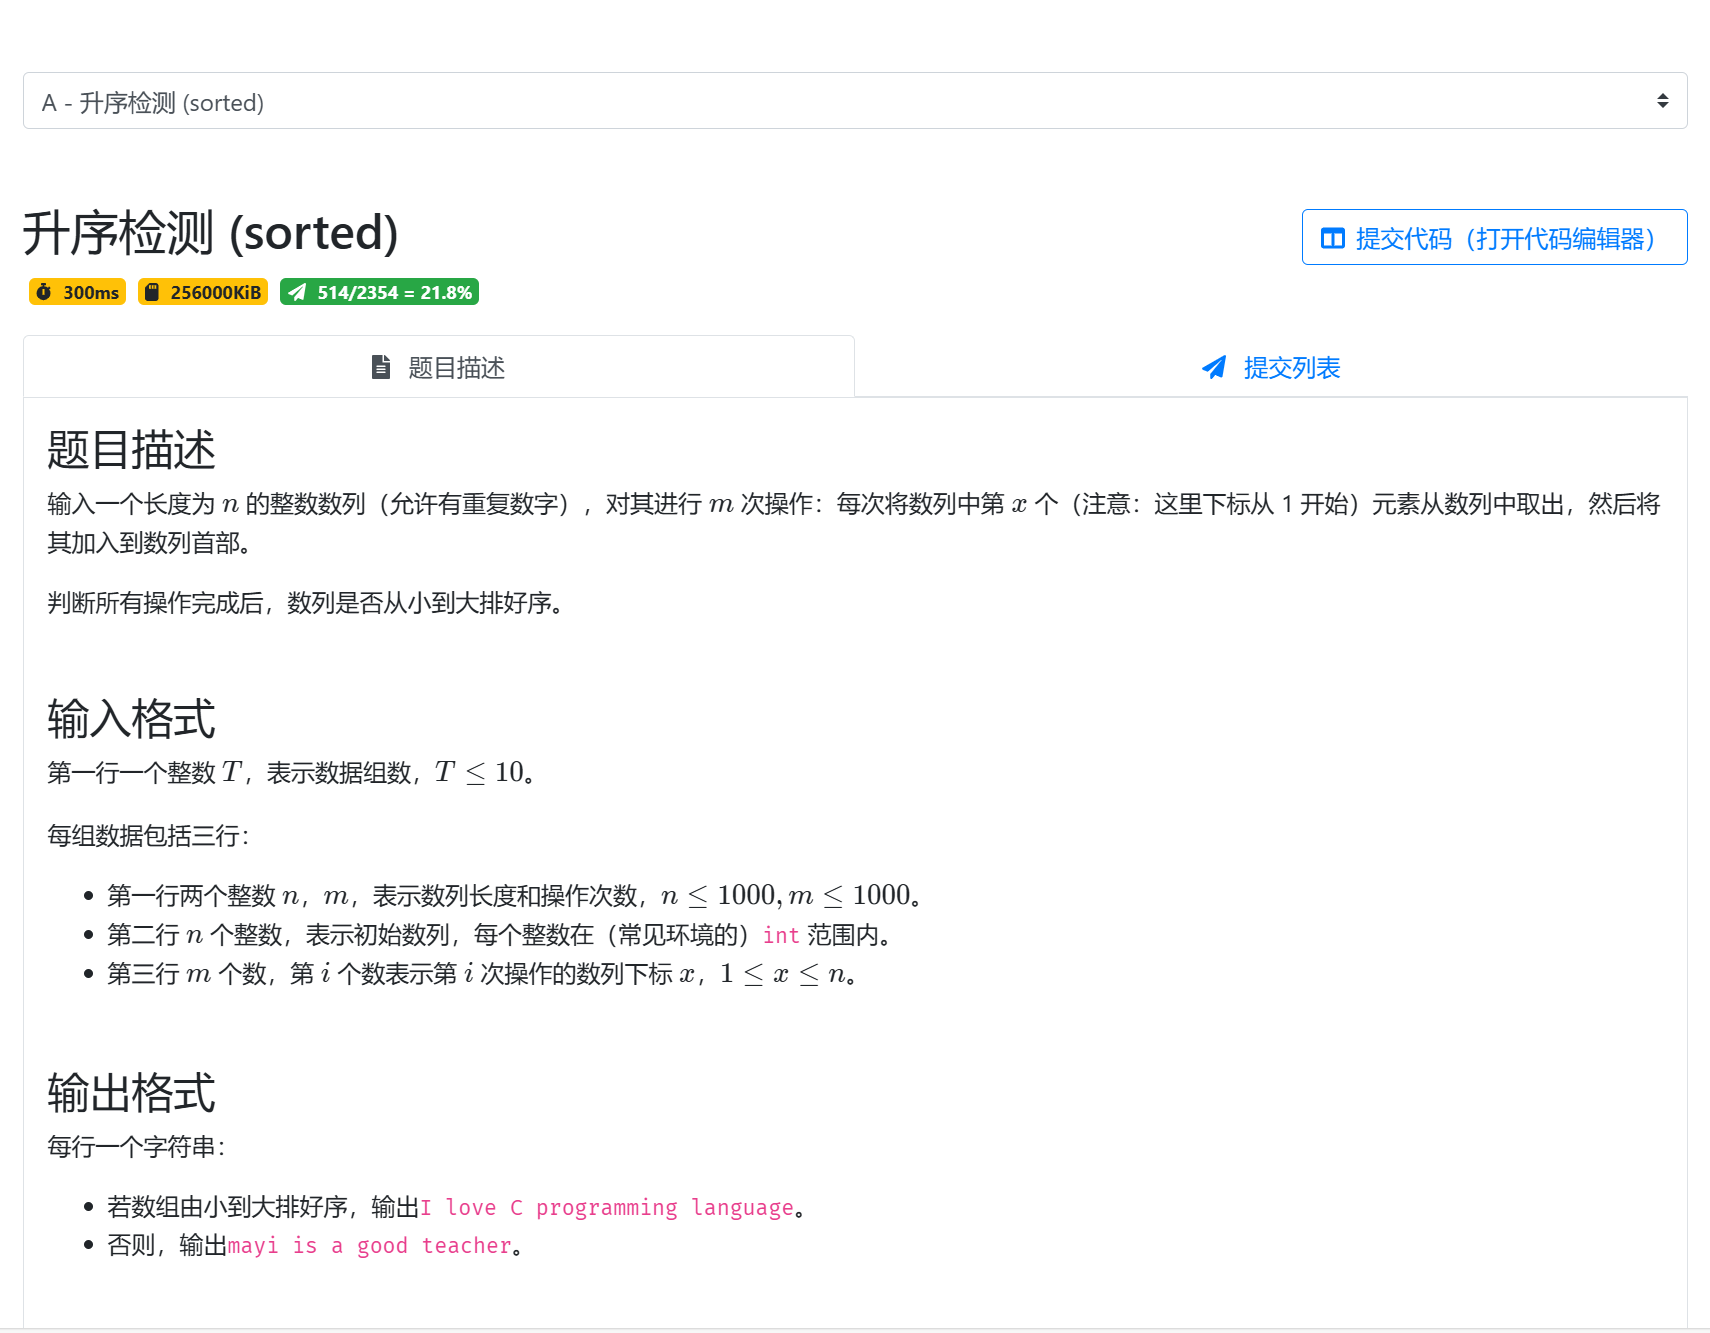 A - 升序检测 (sorted)
升序检测 (sorted)
提交代码（打开代码编辑器）
300ms 256000KiB 514/2354 = 21.8%
题目描述 提交列表
题目描述
输入一个长度为 n 的整数数列（允许有重复数字），对其进行 m 次操作：每次将数列中第 x 个（注意：这里下标从 1 开始）元素从数列中取出，然后将
其加入到数列首部。
判断所有操作完成后，数列是否从小到大排好序。
输入格式
第一行一个整数 T，表示数据组数，T ≤ 10。
每组数据包括三行：
• 第一行两个整数 n，m，表示数列长度和操作次数，n ≤ 1000, m ≤ 1000。
• 第二行 n 个整数，表示初始数列，每个整数在（常见环境的）int 范围内。
• 第三行 m 个数，第 i 个数表示第 i 次操作的数列下标 x，1 ≤ x ≤ n。
输出格式
每行一个字符串：
• 若数组由小到大排好序，输出I love C programming language。
• 否则，输出mayi is a good teacher。